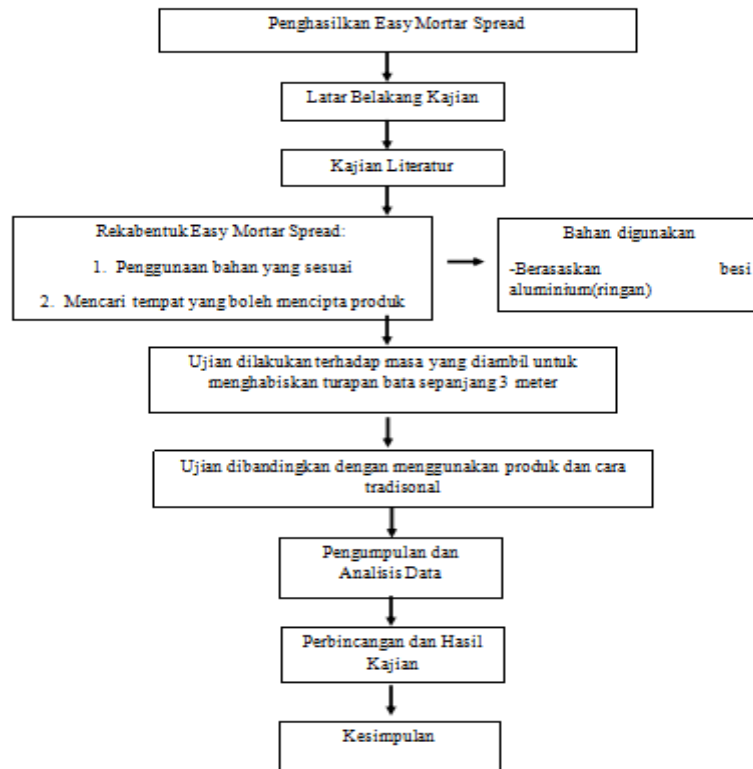 Penghasilkan Easy Mortar Spread
Latar Belakang Kajian
Kajian Literatur
Rekabentuk Easy Mortar Spread:
1. Penggunaan bahan yang sesuai
2. Mencari tempat yang boleh mencipta produk
Bahan digunakan
-Berasaskan besi
aluminium(ringan)
Ujian dilakukan terhadap masa yang diambil untuk
menghabiskan turapan bata sepanjang 3 meter
Ujian dibandingkan dengan menggunakan produk dan cara
tradisonal
Pengumpulan dan
Analisis Data
Perbincangan dan Hasil
Kajian
Kesimpulan